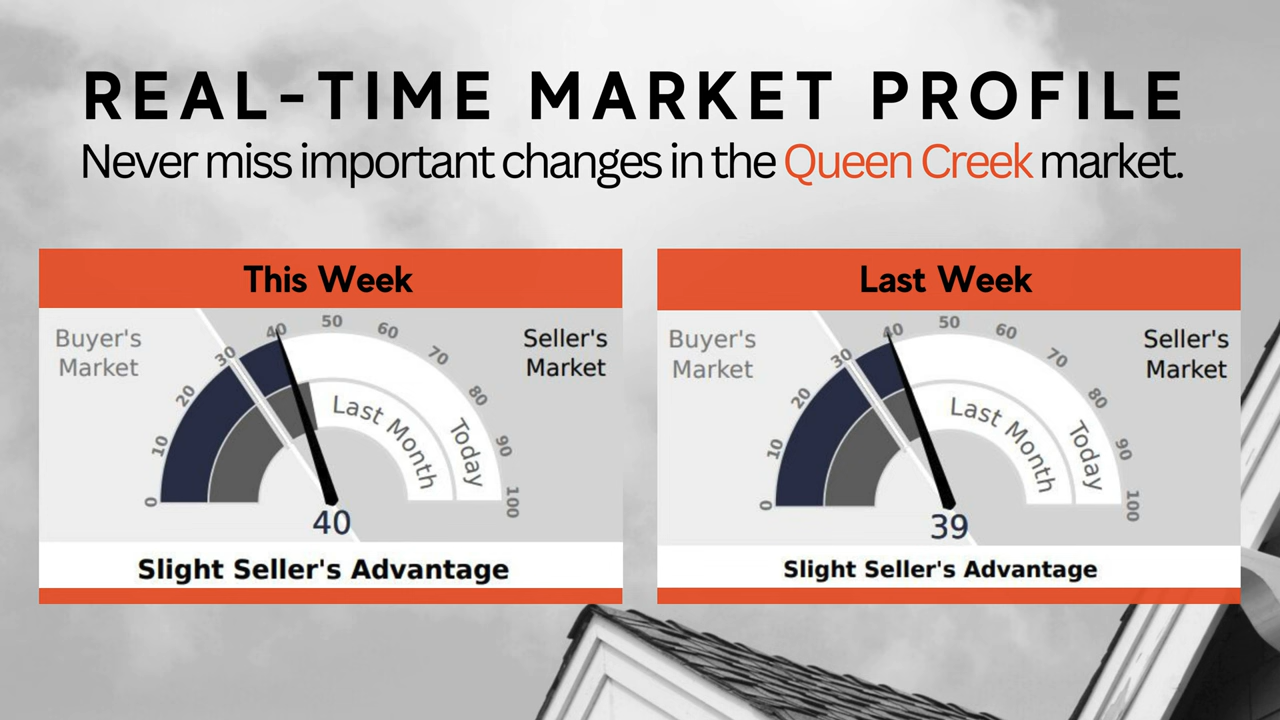 REAL-TIME MARKET PROFILE
Never miss important changes in the Queen Creek market.
This Week
Buyer's
Market
Seller's
Market
0
10
20
30
40
50
60
70
80
90
100
Last Month
Today
40
Slight Seller's Advantage
Last Week
Buyer's
Market
Seller's
Market
0
10
20
30
40
50
60
70
80
90
100
Last Month
Today
39
Slight Seller's Advantage